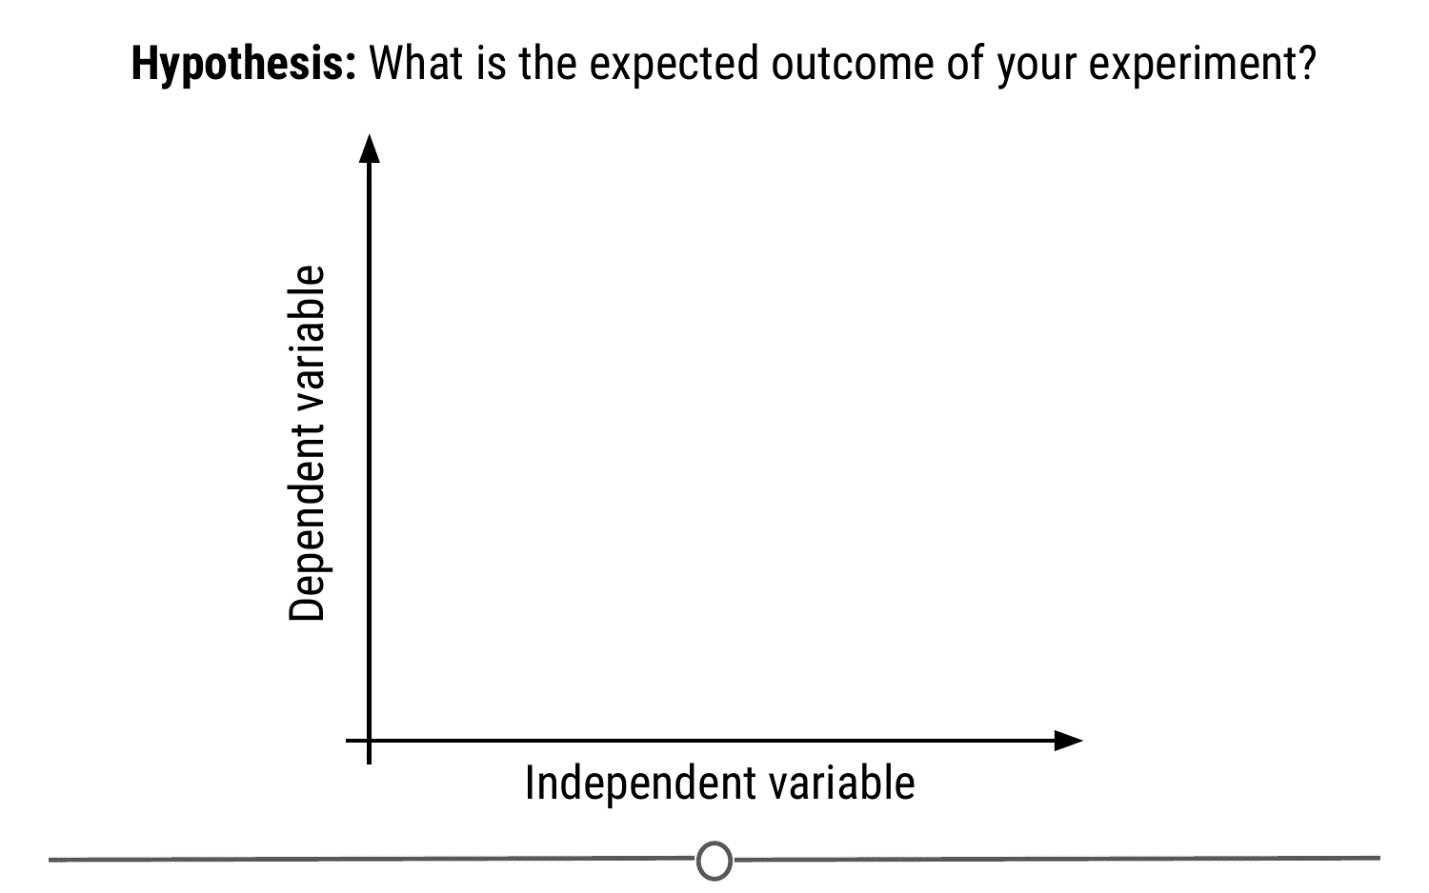 Hypothesis: What is the expected outcome of your experiment?
Dependent variable
Independent variable